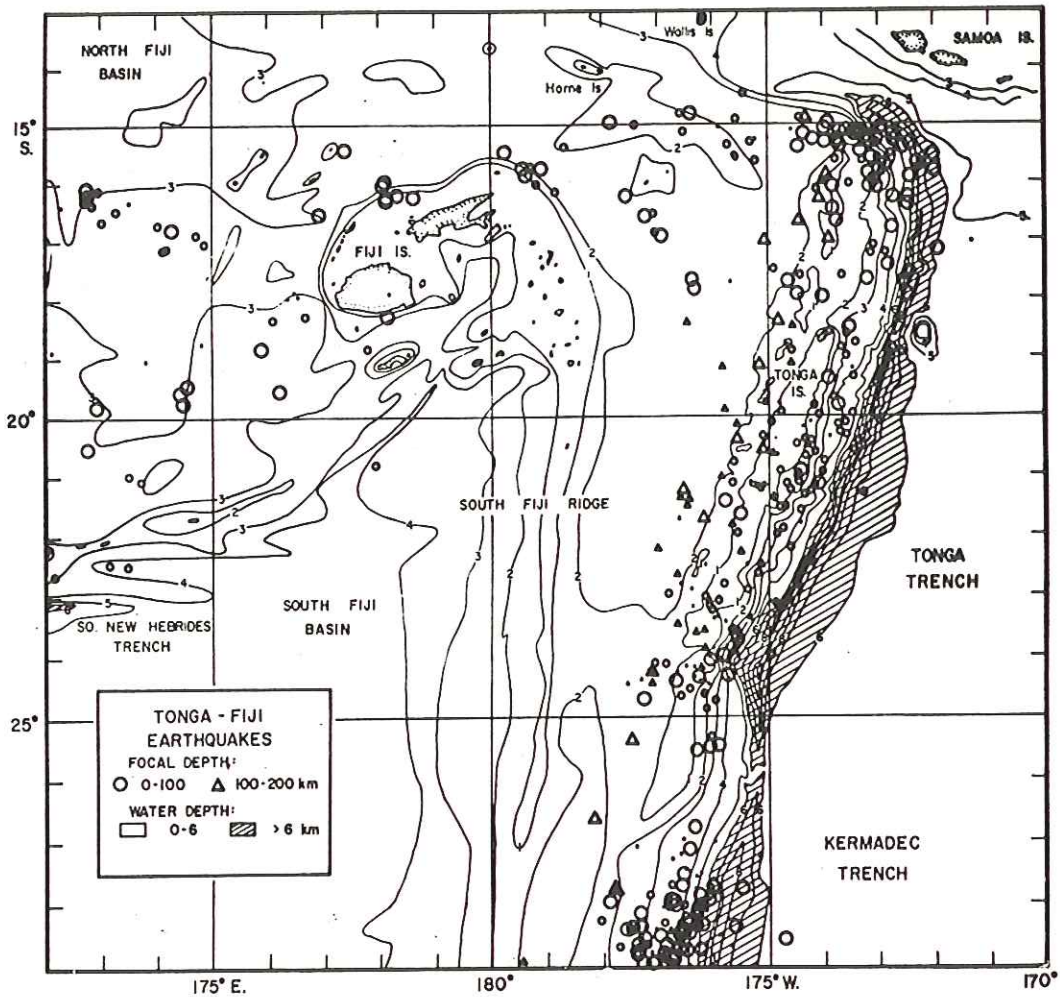 NORTH FIJI
BASIN
Wallis Is
SAMOA IS.
Horne Is
15°
S.
FIJI IS.
TONGA
IS.
20°
SOUTH FIJI RIDGE
TONGA
TRENCH
SOUTH FIJI
BASIN
SO. NEW HEBRIDES
TRENCH
25°
TONGA - FIJI
EARTHQUAKES
FOCAL DEPTH:
0-100 100-200 km
WATER DEPTH:
0-6 >6 km
KERMADEC
TRENCH
175° E. 180° 175° W. 170°